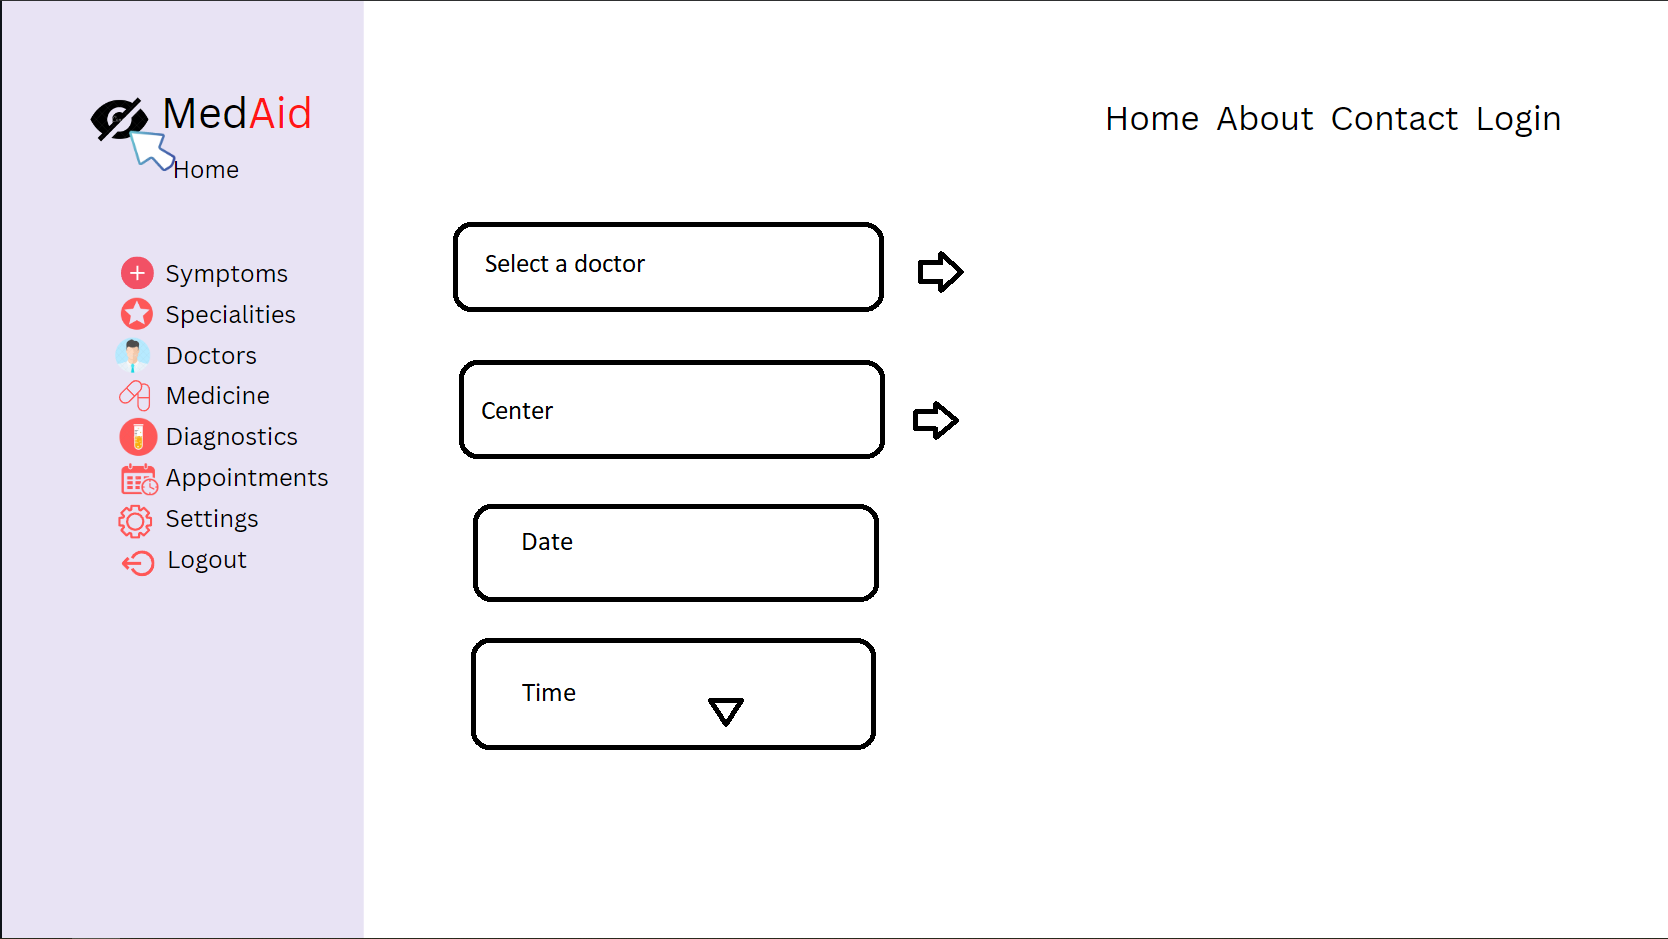 MedAid
Home
Symptoms
Specialities
Doctors
Medicine
Diagnostics
Appointments
Settings
Logout
Home About Contact Login
Select a doctor
Center
Date
Time